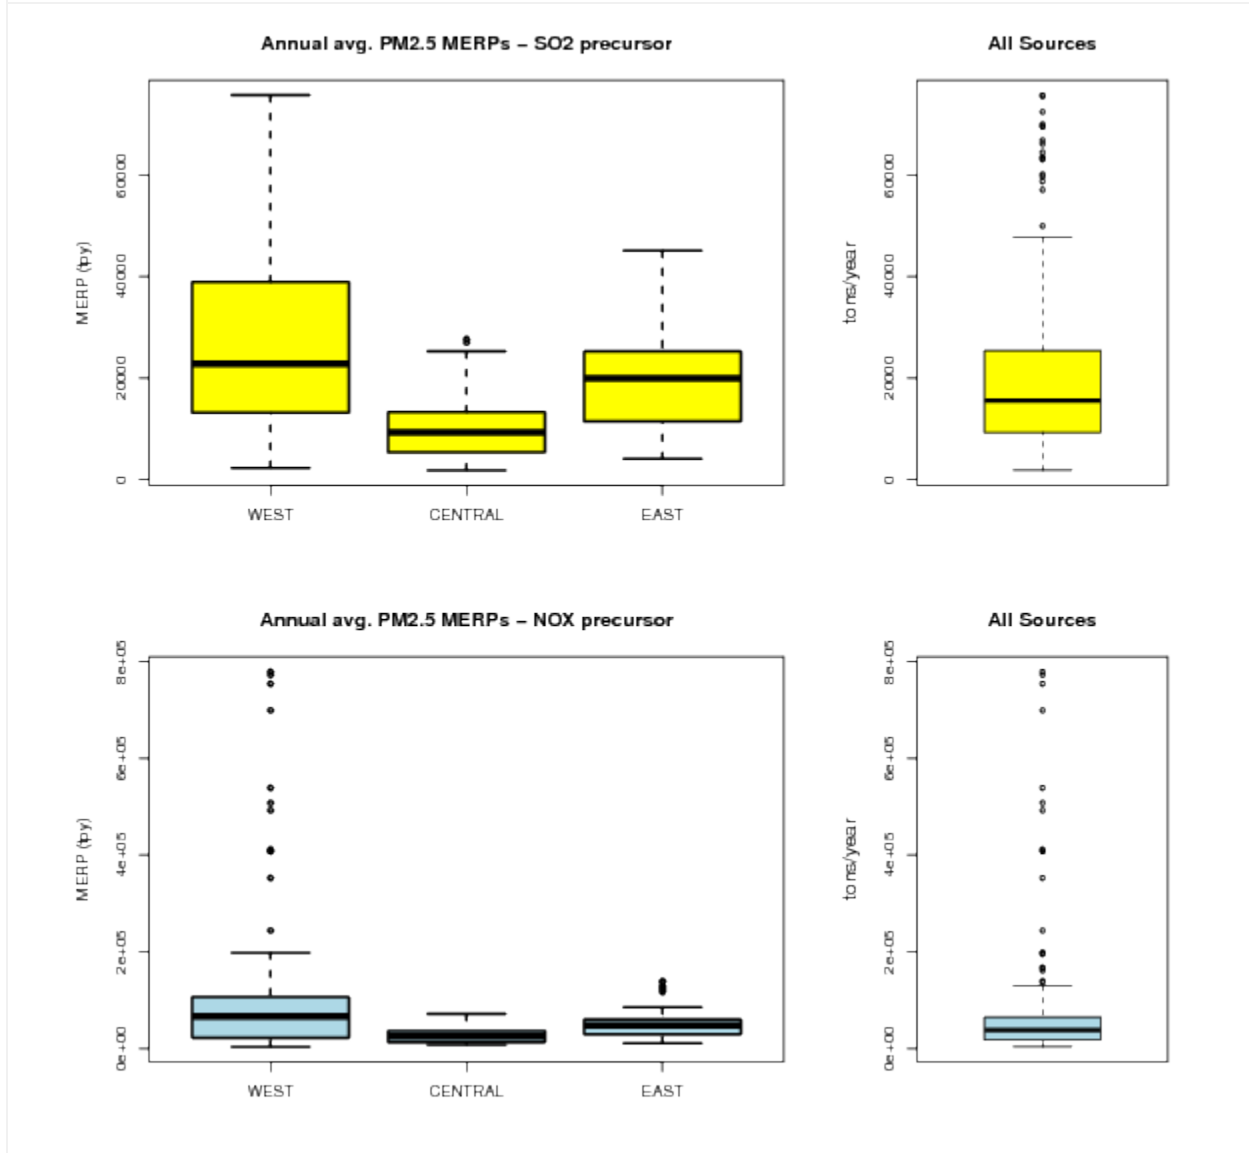 Annual avg. PM2.5 MERPs – SO2 precursor
All Sources
MERP (tpy)
60000
40000
20000
0
WEST
CENTRAL
EAST
tons/year
60000
40000
20000
0
Annual avg. PM2.5 MERPs – NOX precursor
All Sources
MERP (tpy)
8e+05
6e+05
4e+05
2e+05
0e+00
WEST
CENTRAL
EAST
tons/year
8e+05
6e+05
4e+05
2e+05
0e+00